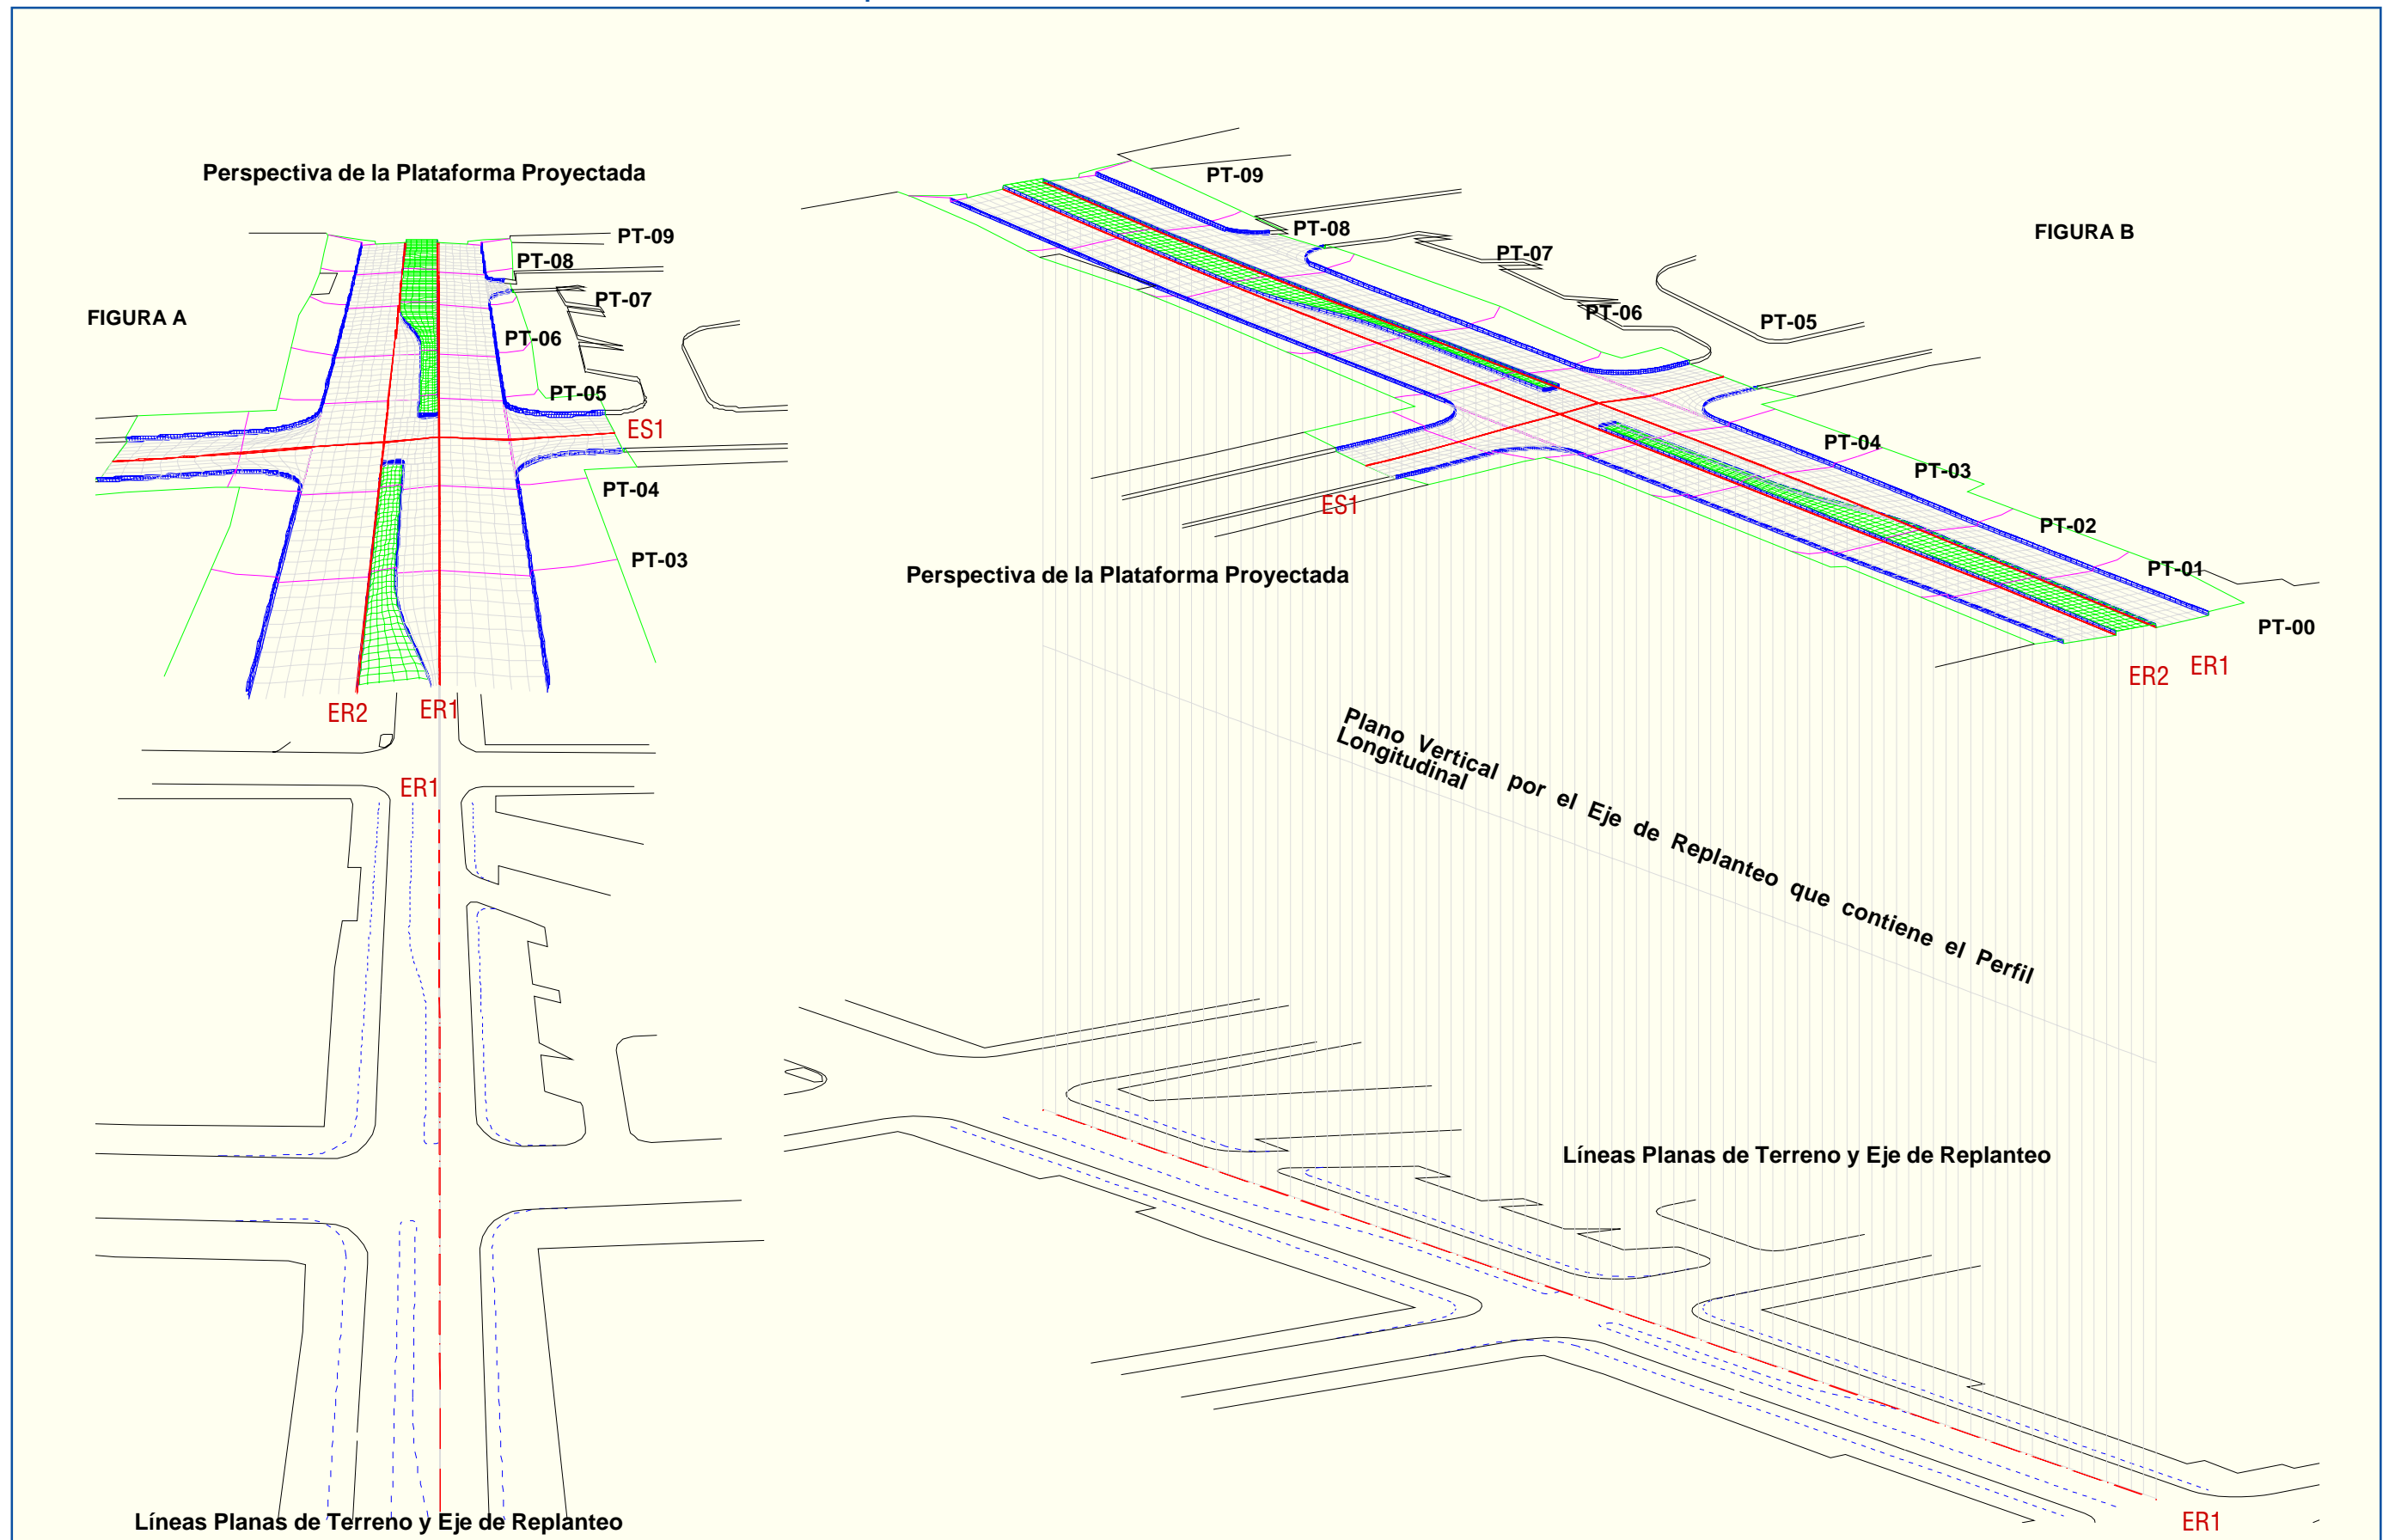 Perspectiva de la Plataforma Proyectada
FIGURA A
PT-09
PT-08
PT-07
PT-06
PT-05
ES1
PT-04
PT-03
ER2
ER1
ER1
Líneas Planas de Terreno y Eje de Replanteo
FIGURA B
PT-09
PT-08
PT-07
PT-06
PT-05
PT-04
PT-03
PT-02
PT-01
PT-00
ES1
ER2
ER1
Perspectiva de la Plataforma Proyectada
Plano Vertical por el Eje de Replanteo que contiene el Perfil
Longitudinal
Líneas Planas de Terreno y Eje de Replanteo
ER1